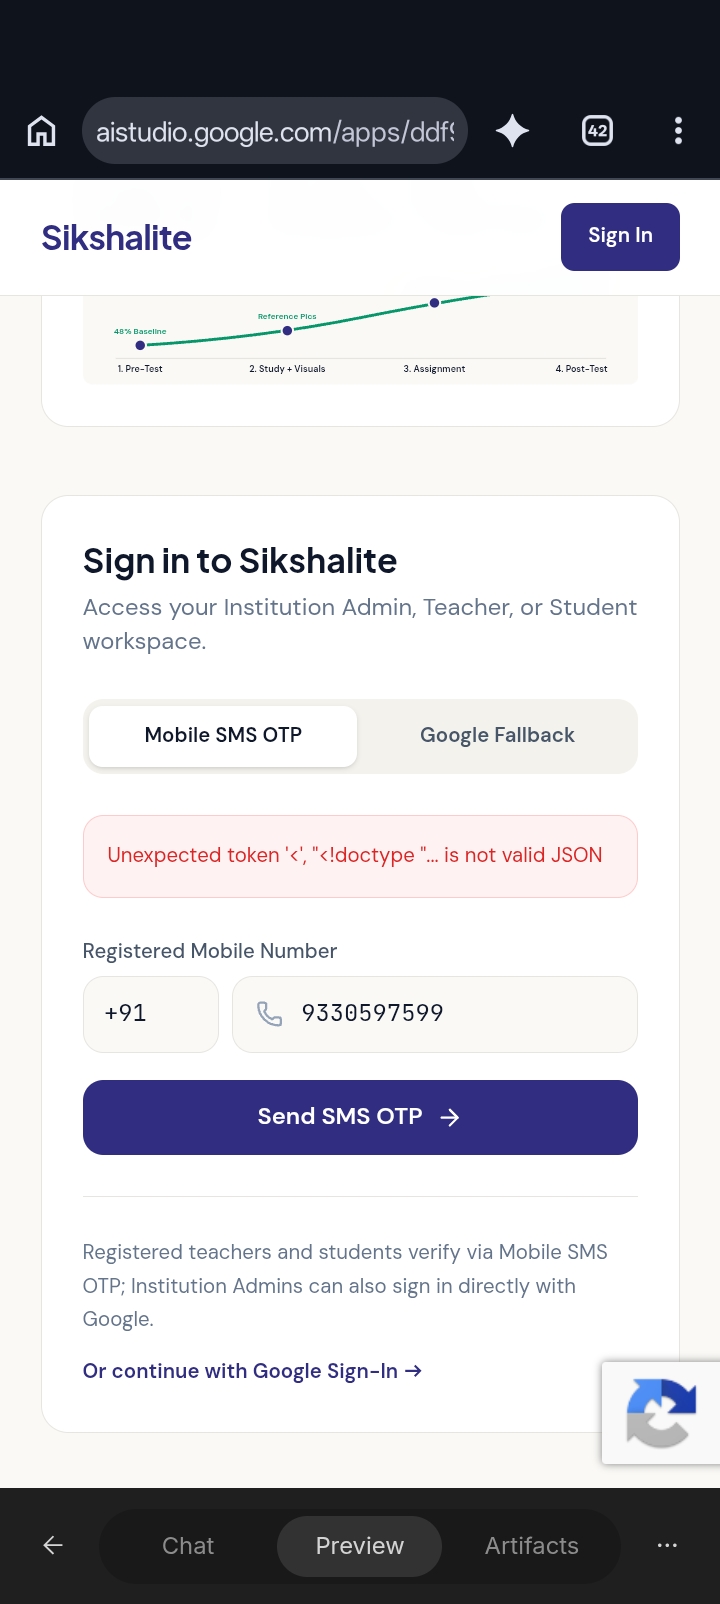 aistudio.google.com/apps/ddf9
42
Sikshalite
Sign In
48% Baseline
Reference Pics
1. Pre-Test
2. Study + Visuals
3. Assignment
4. Post-Test
Sign in to Sikshalite
Access your Institution Admin, Teacher, or Student
workspace.
Mobile SMS OTP
Google Fallback
Unexpected token '<', "<!doctype "... is not valid JSON
Registered Mobile Number
+91
9330597599
Send SMS OTP →
Registered teachers and students verify via Mobile SMS
OTP; Institution Admins can also sign in directly with
Google.
Or continue with Google Sign-In →
Chat
Preview
Artifacts